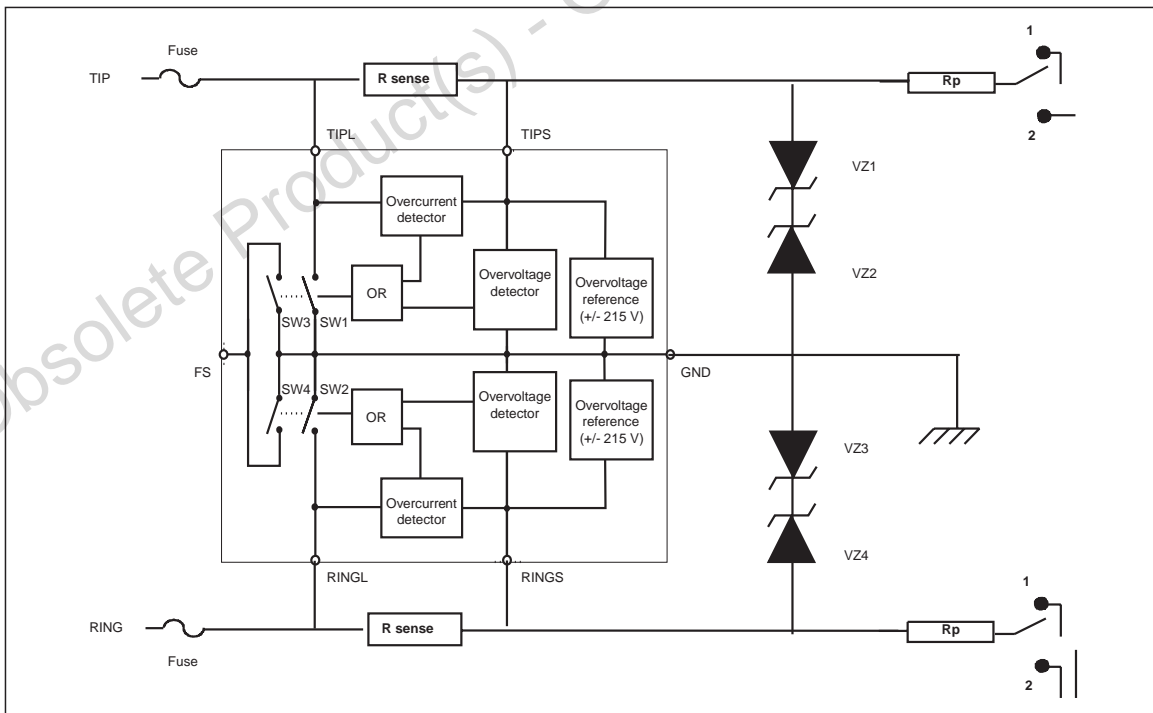 Obsolete Product(s) - O
Fuse
TIP
R sense
Rp
1
2
TIPL
TIPS
VZ1
VZ2
Overcurrent
detector
OR
Overvoltage
detector
Overvoltage
reference
(+/- 215 V)
SW3
SW1
FS
GND
SW4
SW2
OR
Overvoltage
detector
Overvoltage
reference
(+/- 215 V)
Overcurrent
detector
VZ3
VZ4
RINGL
RINGS
RING
Fuse
R sense
Rp
1
2